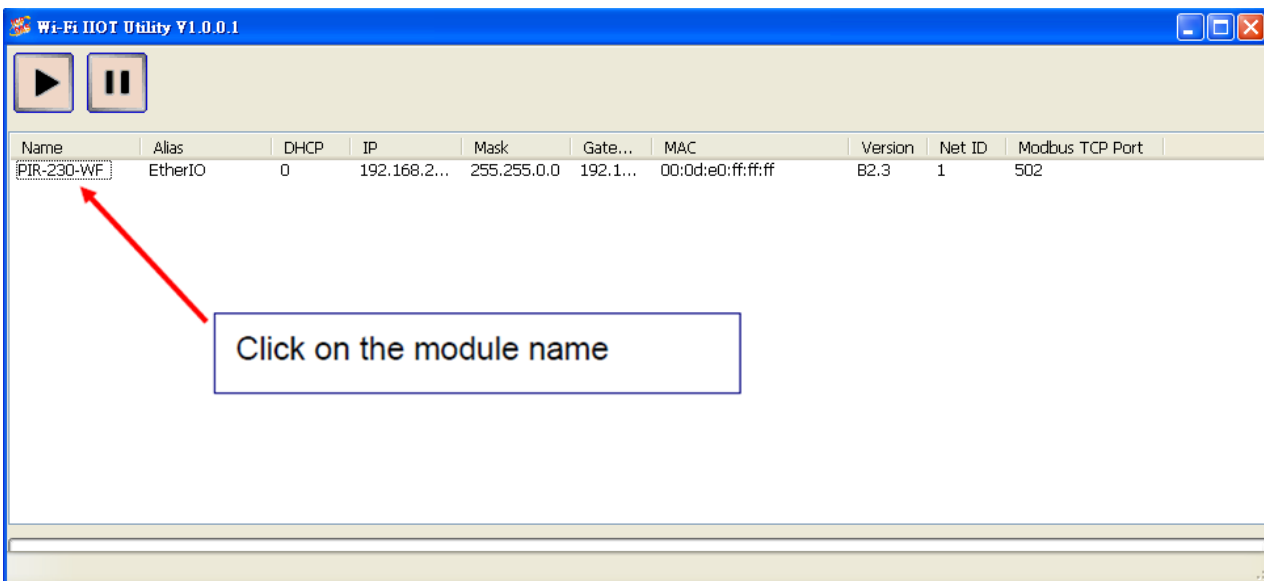 Wi-Fi IIOT Utility V1.0.0.1
Name Alias DHCP IP Mask Gate... MAC Version Net ID Modbus TCP Port
PIR-230-WF EtherIO 0 192.168.2... 255.255.0.0 192.1... 00:0d:e0:ff:ff:ff B2.3 1 502
Click on the module name